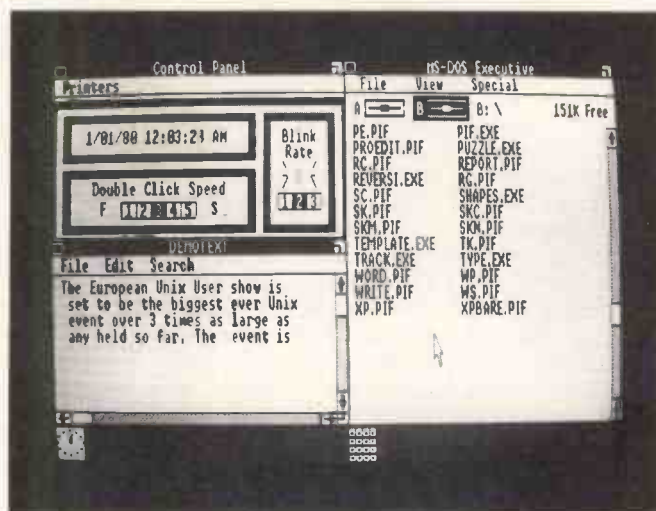 Control Panel
Printers
1/01/80 12:03:23 AM
Blink
Rate
1 2 3
Double Click Speed
F 1 2 3 4 5 S
DEMOTEXT
File Edit Search
The European Unix User show is
set to be the biggest ever Unix
event over 3 times as large as
any held so far. The event is
MS-DOS Executive
File View Special
A B B: \ 151K Free
PE.PIF PIF.EXE
PROEDIT.PIF PUZZLE.EXE
RC.PIF REPORT.PIF
REVERSI.EXE RG.PIF
SC.PIF SHAPES.EXE
SK.PIF SKC.PIF
SKM.PIF SKN.PIF
TEMPLATE.EXE TK.PIF
TRACK.EXE TYPE.EXE
WORD.PIF WP.PIF
WRITE.PIF WS.PIF
XP.PIF XPBARE.PIF